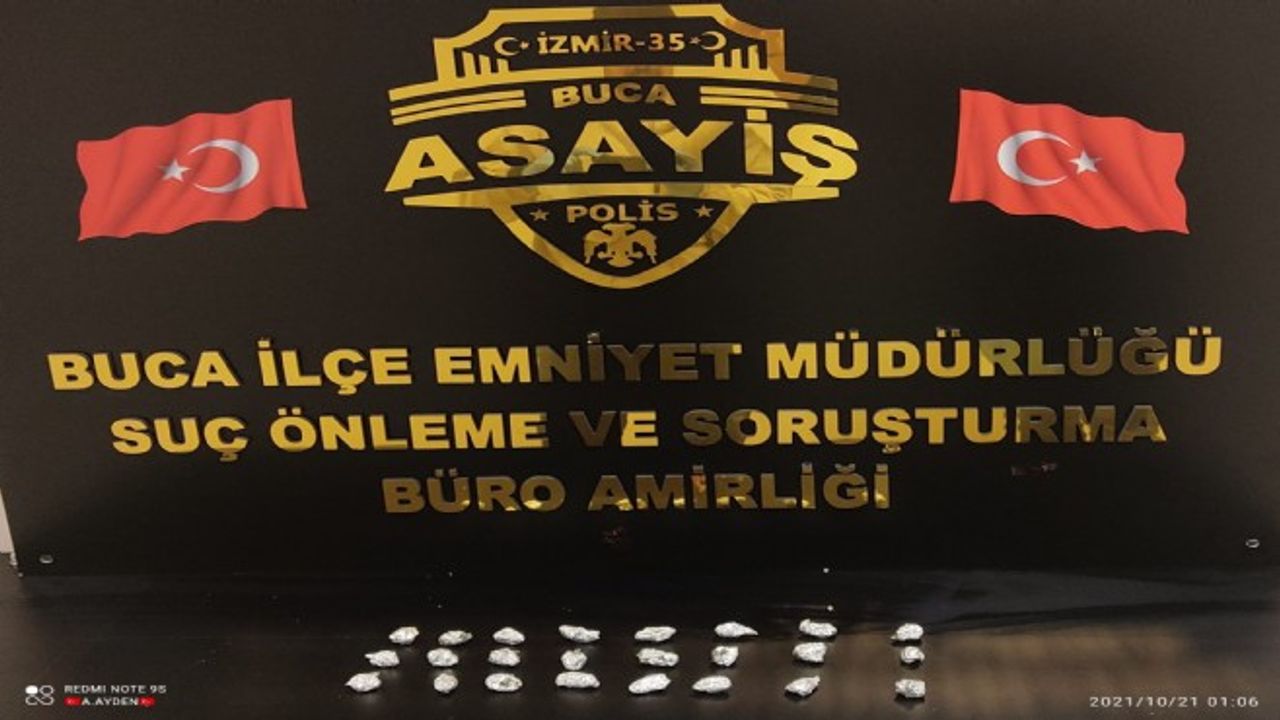 İZMİR-35
BUCA
ASAYİŞ
POLİS
BUCA İLÇE EMNİYET MÜDÜRLÜĞÜ
SUÇ ÖNLEME VE SORUŞTURMA
BÜRO AMİRLİĞİ
REDMI NOTE 9S
A.AYDEN
2021/10/21 01:06